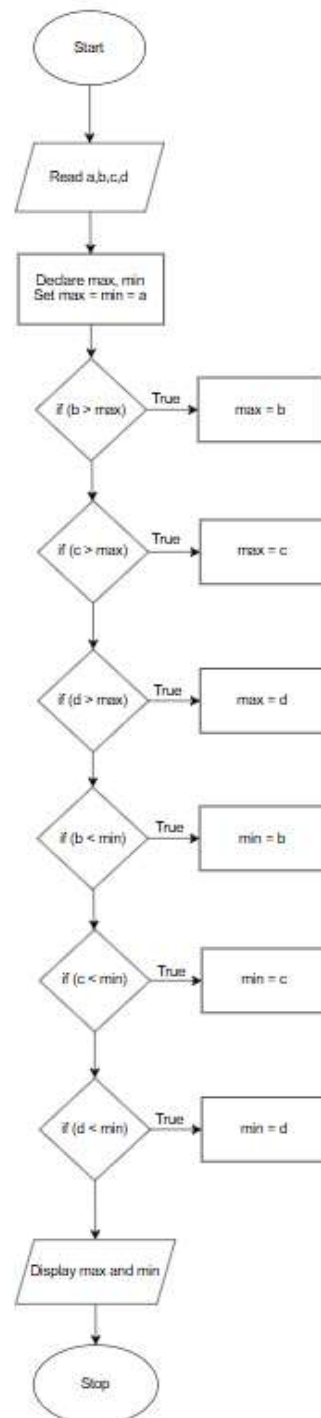 Start
Read a,b,c,d
Declare max, min
Set max = min = a
if (b > max)
True
max = b
if (c > max)
True
max = c
if (d > max)
True
max = d
if (b < min)
True
min = b
if (c < min)
True
min = c
if (d < min)
True
min = d
Display max and min
Stop